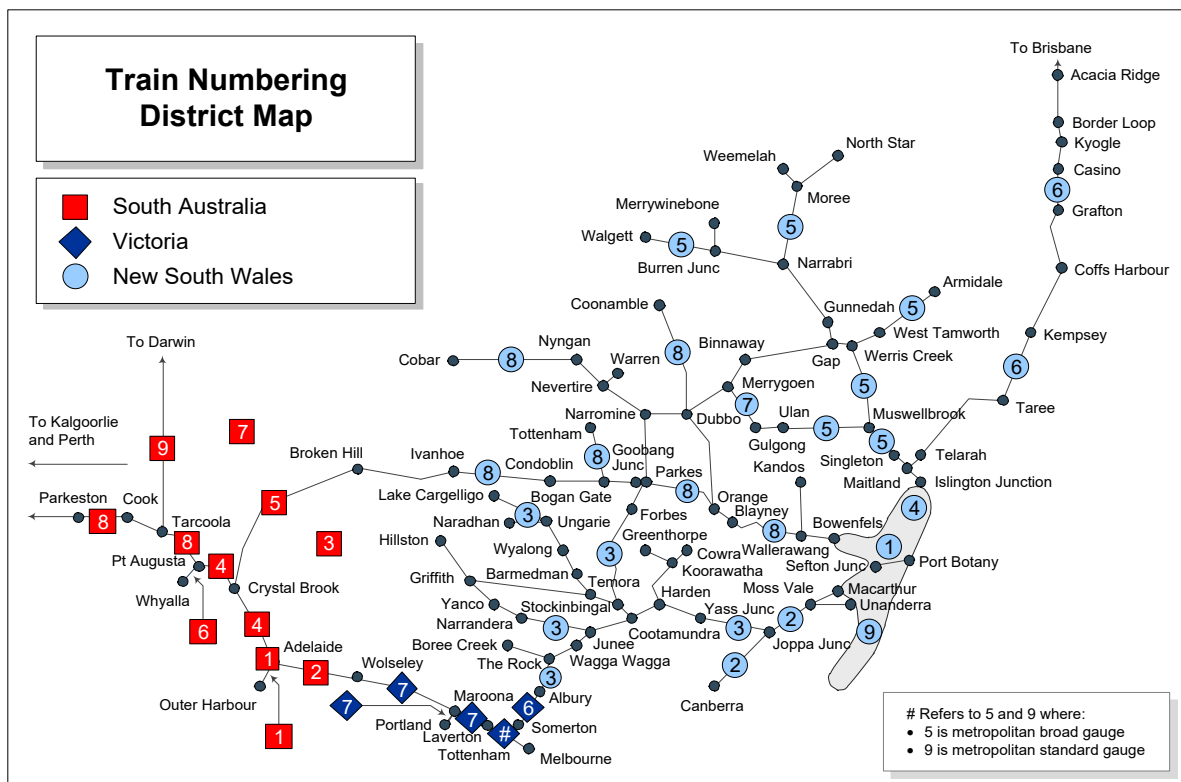 Train Numbering
District Map
South Australia
Victoria
New South Wales
To Brisbane
Acacia Ridge
Border Loop
Kyogle
Casino
6
Grafton
Coffs Harbour
Kempsey
6
Taree
North Star
Weemelah
Moree
5
Merrywinebone
Walgett
5
Burren Junc
Narrabri
Armidale
Gunnedah
5
West Tamworth
Gap
Werris Creek
Coonamble
8
Binnaway
Merrygoen
7
5
Ulan
5
Muswellbrook
Gulgong
5
Singleton
Telarah
Maitland
Islington Junction
4
Nyngan
Cobar
8
Warren
Nevertire
Narromine
Dubbo
Tottenham
8
Goobang
Junc
Parkes
8
Kandos
Orange
Blayney
8
Bowenfels
Wallerawang
1
Sefton Junc
Port Botany
To Darwin
7
To Kalgoorlie
and Perth
9
Broken Hill
Ivanhoe
8
Condoblin
Bogan Gate
Parkeston
Cook
8
Tarcoola
8
5
3
Pt Augusta
4
Whyalla
Crystal Brook
6
4
Lake Cargelligo
3
Naradhan
Ungarie
Forbes
Hillston
Wyalong
3
Greenthorpe
Cowra
Koorawatha
Barmedman
Griffith
Temora
Harden
Moss Vale
Macarthur
Unanderra
Yanco
Stockinbingal
Yass Junc
Narrandera
3
3
2
9
Cootamundra
Joppa Junc
Boree Creek
Junee
The Rock
Wagga Wagga
3
2
Canberra
Albury
Adelaide
1
2
Wolseley
7
Outer Harbour
1
7
Maroona
Portland
7
6
Laverton
#
Somerton
Tottenham
Melbourne
# Refers to 5 and 9 where:
• 5 is metropolitan broad gauge
• 9 is metropolitan standard gauge